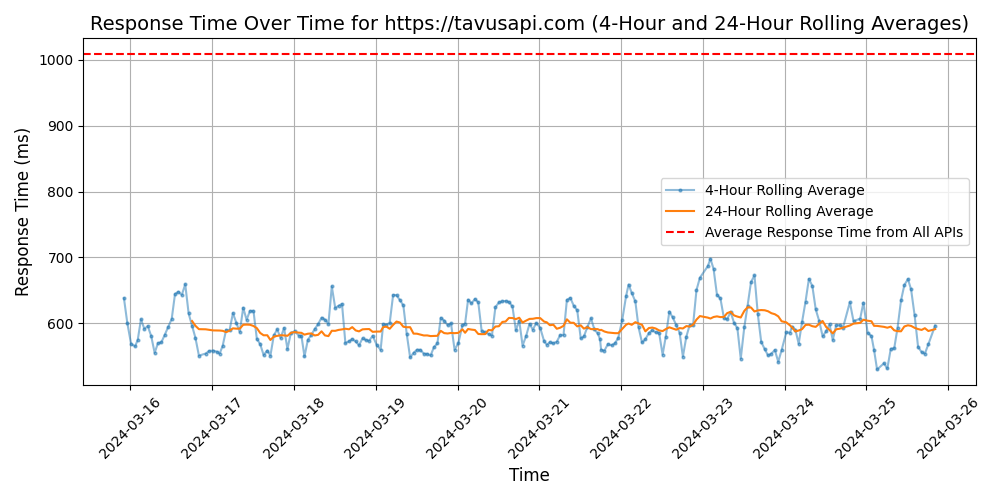 Response Time Over Time for https://tavusapi.com (4-Hour and 24-Hour Rolling Averages)
Response Time (ms)
1000
900
800
700
600
4-Hour Rolling Average
24-Hour Rolling Average
Average Response Time from All APIs
2024-03-16
2024-03-17
2024-03-18
2024-03-19
2024-03-20
2024-03-21
2024-03-22
2024-03-23
2024-03-24
2024-03-25
2024-03-26
Time